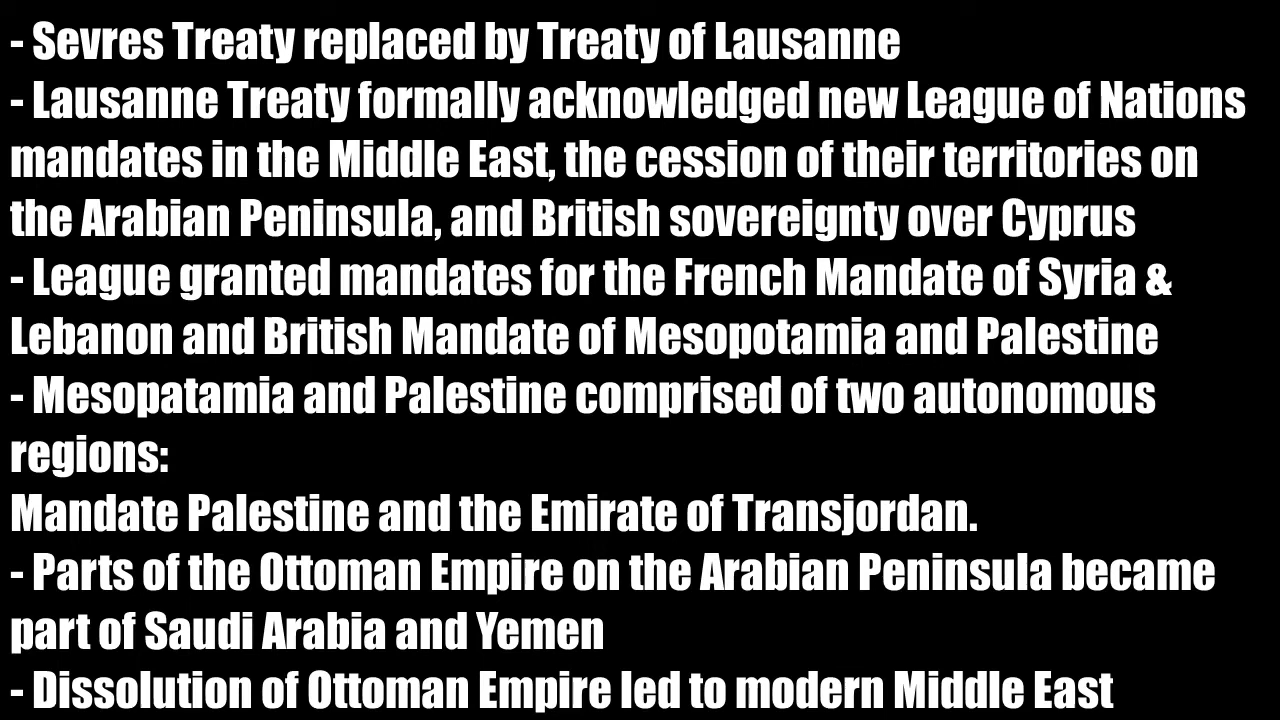 - Sevres Treaty replaced by Treaty of Lausanne
- Lausanne Treaty formally acknowledged new League of Nations
mandates in the Middle East, the cession of their territories on
the Arabian Peninsula, and British sovereignty over Cyprus
- League granted mandates for the French Mandate of Syria &
Lebanon and British Mandate of Mesopotamia and Palestine
- Mesopatamia and Palestine comprised of two autonomous
regions:
Mandate Palestine and the Emirate of Transjordan.
- Parts of the Ottoman Empire on the Arabian Peninsula became
part of Saudi Arabia and Yemen
- Dissolution of Ottoman Empire led to modern Middle East